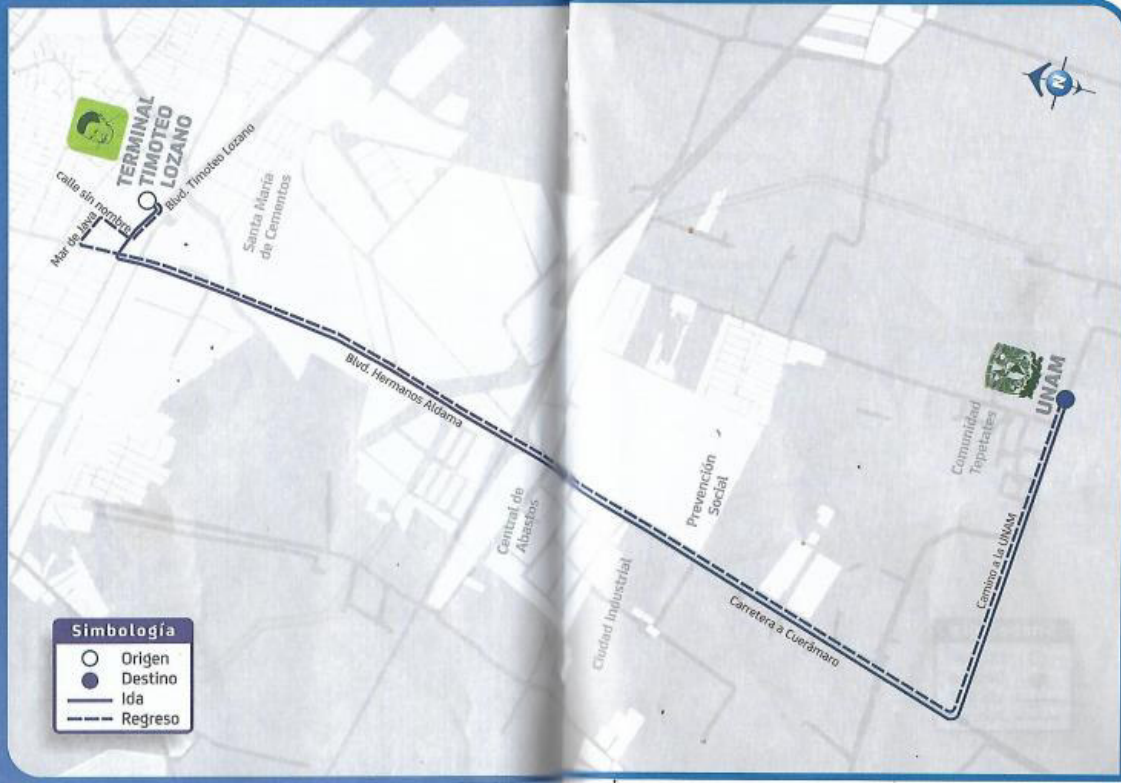 N
TERMINAL
TIMOTEO
LOZANO
Blvd. Timoteo Lozano
calle sin nombre
Mar de Java
Santa María
de Cementos
Blvd. Hermanos Aldama
Central de
Abastos
Prevención
Social
Ciudad Industrial
Carretera a Cuerámaro
Camino a la UNAM
Comunidad
Tepetates
UNAM
Simbología
Origen
Destino
Ida
Regreso